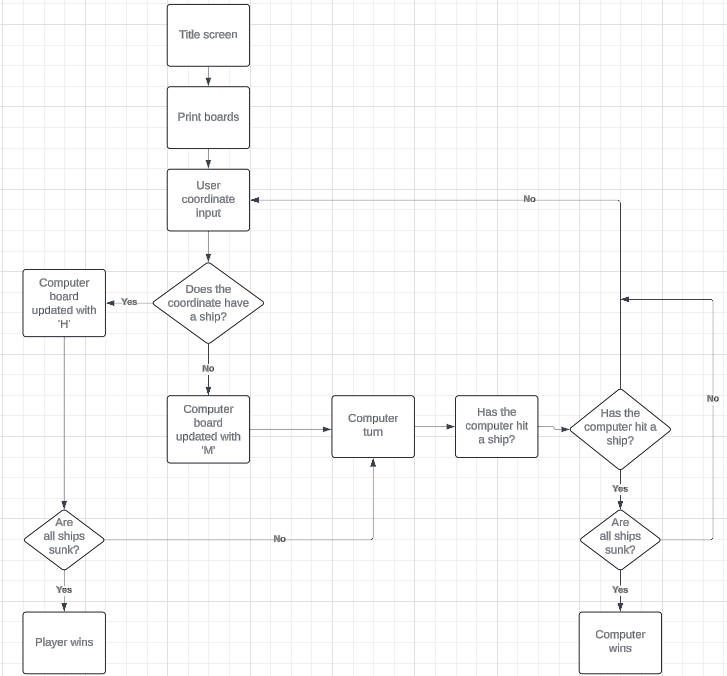 Title screen
Print boards
User
coordinate
input
No
Computer
board
updated with
'H'
Yes
Does the
coordinate have
a ship?
No
No
Computer
board
updated with
'M'
Computer
turn
Has the
computer hit
a ship?
Has the
computer hit a
ship?
Yes
Are
all ships
sunk?
No
Are
all ships
sunk?
Yes
Yes
Player wins
Computer
wins